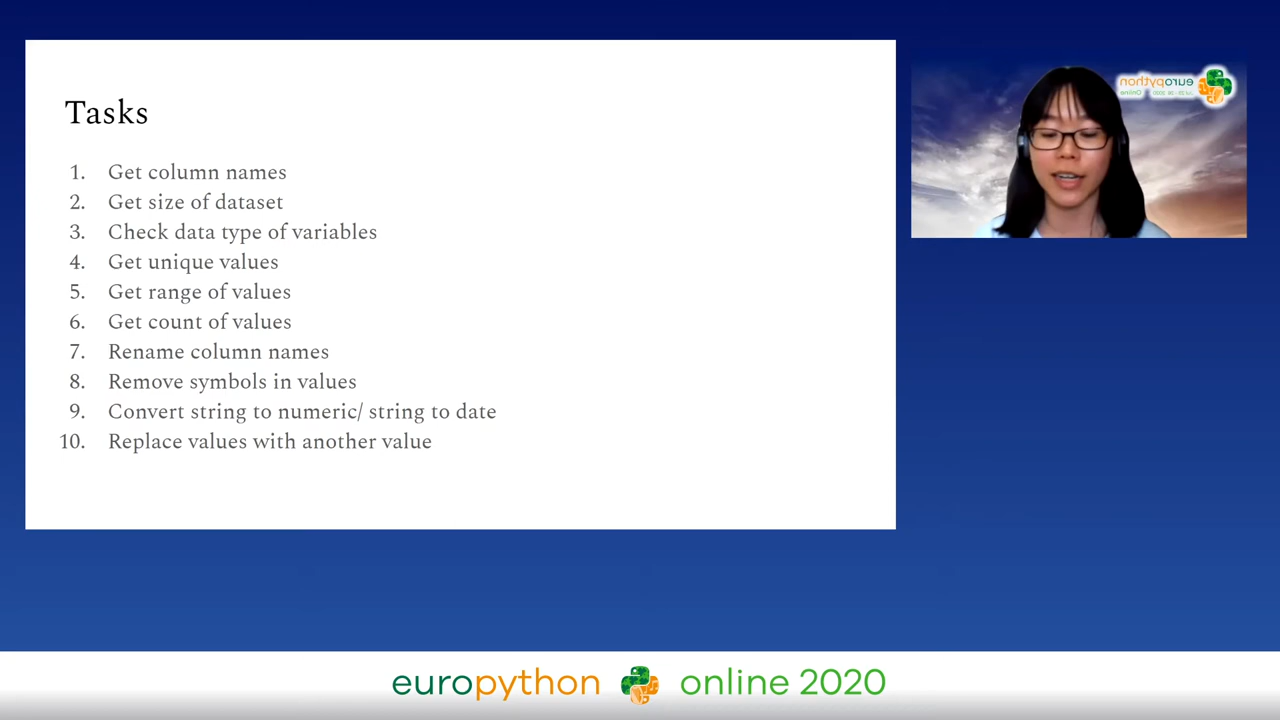 Tasks
1. Get column names
2. Get size of dataset
3. Check data type of variables
4. Get unique values
5. Get range of values
6. Get count of values
7. Rename column names
8. Remove symbols in values
9. Convert string to numeric/ string to date
10. Replace values with another value
europython
Online
europython online 2020